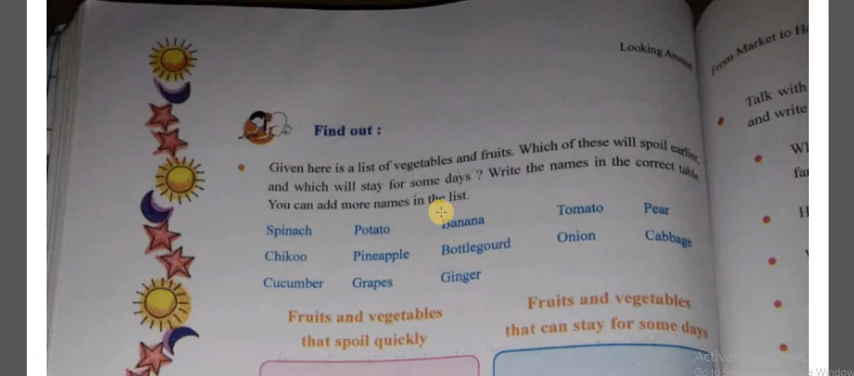 Looking Around
From Market to
Find out :
Given here is a list of vegetables and fruits. Which of these will spoil earlier
and which will stay for some days ? Write the names in the correct table
You can add more names in the list.
Spinach Potato Banana Tomato Pear
Chikoo Pineapple Bottlegourd Onion Cabbage
Cucumber Grapes Ginger
Fruits and vegetables
that spoil quickly
Fruits and vegetables
that can stay for some days
Talk with
and write